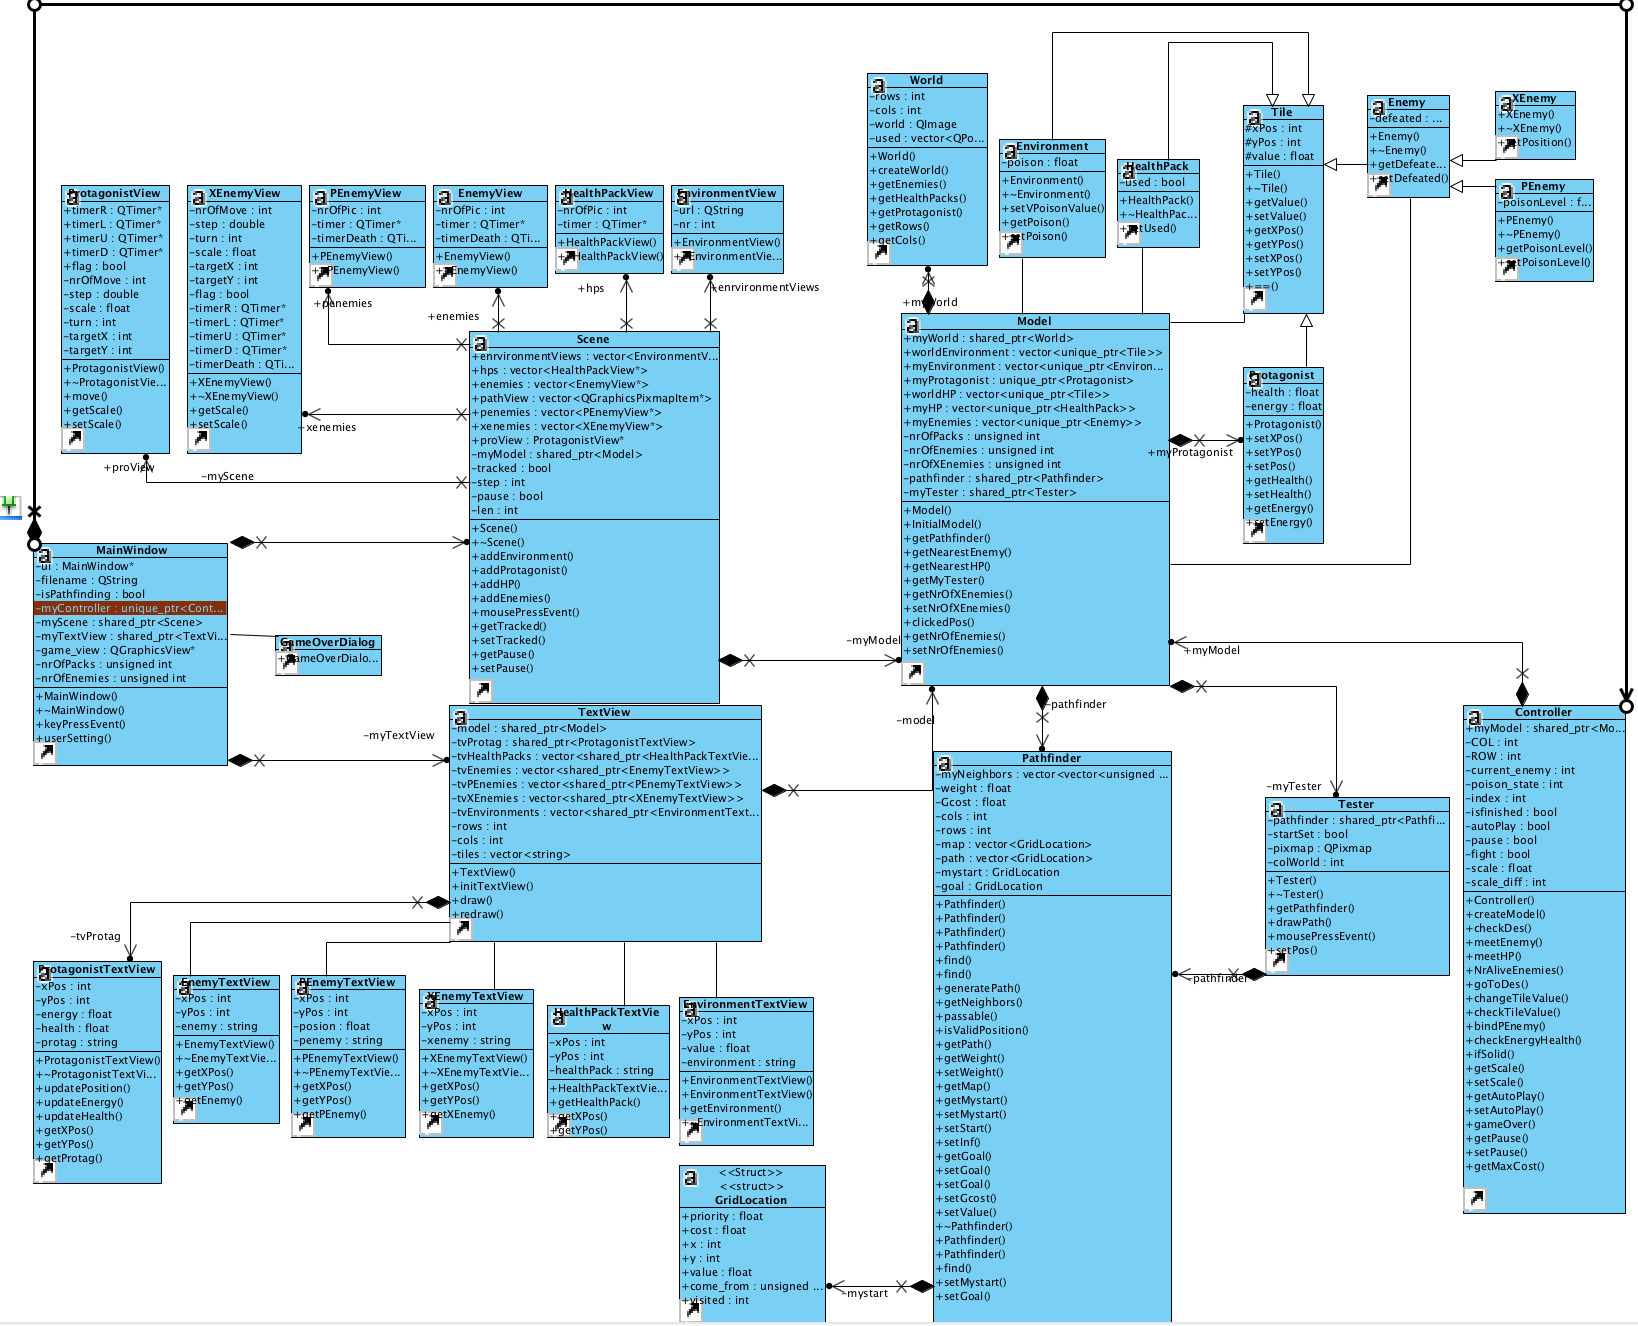 World
-rows : int
-cols : int
-world : QImage
-used : vector<QPo...
+World()
+createWorld()
+getEnemies()
+getHealthPacks()
+getProtagonist()
+getRows()
+getCols()
Environment
-poison : float
+Environment()
+~Environment()
+setVPoisonValue()
+getPoison()
HealthPack
-used : bool
+HealthPack()
+~HealthPac...
Tile
#xPos : int
#yPos : int
#value : float
+Tile()
+~Tile()
+getValue()
+setValue()
+getXPos()
+getYPos()
+setXPos()
+setYPos()
+==()
Enemy
-defeated : ...
+Enemy()
+~Enemy()
+getDefeate...
XEnemy
+XEnemy()
+~XEnemy()
PEnemy
-poisonLevel : f...
+PEnemy()
+~PEnemy()
+getPoisonLevel()
ProtagonistView
+timerR : QTimer*
+timerL : QTimer*
+timerU : QTimer*
+timerD : QTimer*
+flag : bool
-nrOfMove : int
-step : double
-scale : float
-turn : int
-targetX : int
-targetY : int
+ProtagonistView()
+~ProtagonistVie...
+move()
+getScale()
+setScale()
XEnemyView
-nrOfMove : int
-step : double
-turn : int
-scale : float
-targetX : int
-targetY : int
-flag : bool
-timerR : QTimer*
-timerL : QTimer*
-timerU : QTimer*
-timerD : QTimer*
-timerDeath : QTi...
+XEnemyView()
+~XEnemyView()
+getScale()
+setScale()
PEnemyView
-nrOfPic : int
-timer : QTimer*
-timerDeath : QTi...
+PEnemyView()
EnemyView
-nrOfPic : int
-timer : QTimer*
-timerDeath : QTi...
+EnemyView()
HealthPackView
-nrOfPic : int
-timer : QTimer*
+HealthPackView()
EnvironmentView
-url : QString
-nr : int
+EnvironmentView()
+penemies
+enemies
+hps
+enrvironmentViews
-xenemies
+proView
-myScene
+myWorld
Scene
+enrvironmentViews : vector<EnvironmentV...
+hps : vector<HealthPackView*>
+enemies : vector<EnemyView*>
+pathView : vector<QGraphicsPixmapItem*>
+penemies : vector<PEnemyView*>
+xenemies : vector<XEnemyView*>
+proView : ProtagonistView*
-myModel : shared_ptr<Model>
-tracked : bool
-step : int
-pause : bool
-len : int
+Scene()
+~Scene()
+addEnvironment()
+addProtagonist()
+addHP()
+addEnemies()
+mousePressEvent()
+getTracked()
+setTracked()
+getPause()
+setPause()
Model
+myWorld : shared_ptr<World>
+worldEnvironment : vector<unique_ptr<Tile>>
+myEnvironment : vector<unique_ptr<Environ...
+myProtagonist : unique_ptr<Protagonist>
+worldHP : vector<unique_ptr<Tile>>
+myHP : vector<unique_ptr<HealthPack>>
+myEnemies : vector<unique_ptr<Enemy>>
-nrOfPacks : unsigned int
-nrOfEnemies : unsigned int
-nrOfXEnemies : unsigned int
-pathfinder : shared_ptr<Pathfinder>
-myTester : shared_ptr<Tester>
+Model()
+InitialModel()
+getPathfinder()
+getNearestEnemy()
+getNearestHP()
+getMyTester()
+getNrOfXEnemies()
+setNrOfXEnemies()
+clickedPos()
+getNrOfEnemies()
+setNrOfEnemies()
+myProtagonist
Protagonist
-health : float
-energy : float
+Protagonist()
+setXPos()
+setYPos()
+setPos()
+getHealth()
+setHealth()
+getEnergy()
+setEnergy()
MainWindow
-ui : MainWindow*
-filename : QString
-isPathfinding : bool
-myController : unique_ptr<Cont...
-myScene : shared_ptr<Scene>
-myTextView : shared_ptr<TextVi...
-game_view : QGraphicsView*
-nrOfPacks : unsigned int
-nrOfEnemies : unsigned int
+MainWindow()
+~MainWindow()
+keyPressEvent()
+userSetting()
GameOverDialog
+GameOverDialo...
-myModel
+myModel
-myTextView
-model
-pathfinder
-myTester
TextView
-model : shared_ptr<Model>
-tvProtag : shared_ptr<ProtagonistTextView>
-tvHealthPacks : vector<shared_ptr<HealthPackTextVie...
-tvEnemies : vector<shared_ptr<EnemyTextView>>
-tvPEnemies : vector<shared_ptr<PEnemyTextView>>
-tvXEnemies : vector<shared_ptr<XEnemyTextView>>
-tvEnvironments : vector<shared_ptr<EnvironmentText...
-rows : int
-cols : int
-tiles : vector<string>
+TextView()
+initTextView()
+draw()
+redraw()
Pathfinder
-myNeighbors : vector<vector<unsigned ...
-weight : float
-Gcost : float
-cols : int
-rows : int
-map : vector<GridLocation>
-path : vector<GridLocation>
-mystart : GridLocation
-goal : GridLocation
+Pathfinder()
+Pathfinder()
+Pathfinder()
+Pathfinder()
+find()
+find()
+generatePath()
+getNeighbors()
+passable()
+isValidPosition()
+getPath()
+getWeight()
+setWeight()
+getMap()
+getMystart()
+setMystart()
+setStart()
+setInf()
+getGoal()
+setGoal()
+setGoal()
+setGcost()
+setValue()
+~Pathfinder()
+Pathfinder()
+Pathfinder()
+find()
+setMystart()
+setGoal()
Tester
-pathfinder : shared_ptr<Pathfi...
-startSet : bool
-pixmap : QPixmap
-colWorld : int
+Tester()
+~Tester()
+getPathfinder()
+drawPath()
+mousePressEvent()
+setPos()
-pathfinder
Controller
+myModel : shared_ptr<Mo...
-COL : int
-ROW : int
-current_enemy : int
-poison_state : int
-index : int
-isfinished : bool
-autoPlay : bool
-pause : bool
-fight : bool
-scale : float
-scale_diff : int
+Controller()
+createModel()
+checkDes()
+meetEnemy()
+meetHP()
+NrAliveEnemies()
+goToDes()
+changeTileValue()
+checkTileValue()
+bindPEnemy()
+checkEnergyHealth()
+ifSolid()
+getScale()
+setScale()
+getAutoPlay()
+setAutoPlay()
+gameOver()
+getPause()
+setPause()
+getMaxCost()
-tvProtag
ProtagonistTextView
-xPos : int
-yPos : int
-energy : float
-health : float
-protag : string
+ProtagonistTextView()
+~ProtagonistTextVi...
+updatePosition()
+updateEnergy()
+updateHealth()
+getXPos()
+getYPos()
+getProtag()
EnemyTextView
-xPos : int
-yPos : int
-enemy : string
+EnemyTextView()
+~EnemyTextVie...
+getXPos()
+getYPos()
+getEnemy()
PEnemyTextView
-xPos : int
-yPos : int
-posion : float
-penemy : string
+PEnemyTextView()
+~PEnemyTextVie...
+getXPos()
+getYPos()
+getPEnemy()
XEnemyTextView
-xPos : int
-yPos : int
-xenemy : string
+XEnemyTextView()
+~XEnemyTextVie...
+getXPos()
+getYPos()
+getXEnemy()
HealthPackTextVie
w
-xPos : int
-yPos : int
-healthPack : string
+HealthPackTextVie...
+getHealthPack()
+getXPos()
+getYPos()
EnvironmentTextView
-xPos : int
-yPos : int
-value : float
-environment : string
+EnvironmentTextView()
+EnvironmentTextView()
+getEnvironment()
+~EnvironmentTextVi...
<<Struct>>
<<struct>>
GridLocation
+priority : float
+cost : float
+x : int
+y : int
+value : float
+come_from : unsigned ...
+visited : int
-mystart